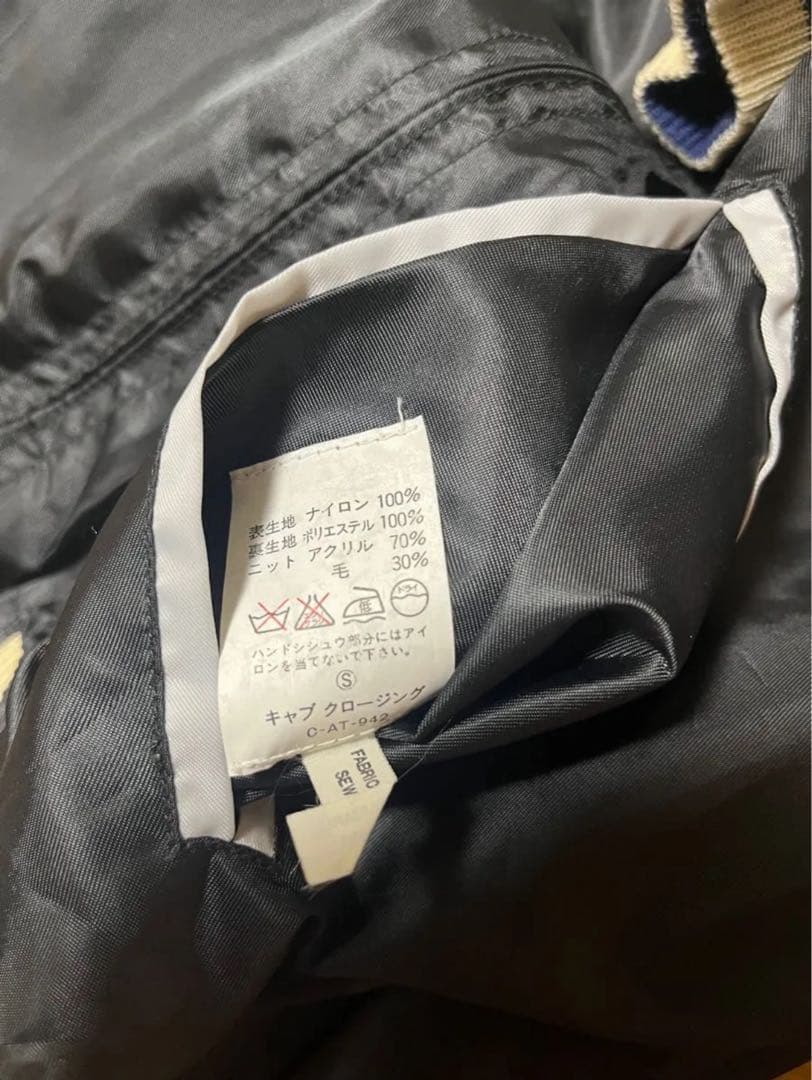 表生地 ナイロン 100%
裏生地 ポリエステル 100%
ニット アクリル 70%
毛 30%
低
ドライ
ハンドシシュウ部分にはアイ
ロンを当てないで下さい。
Ⓢ
キャブ クロージング
C-AT-942
FABRIC
SEW